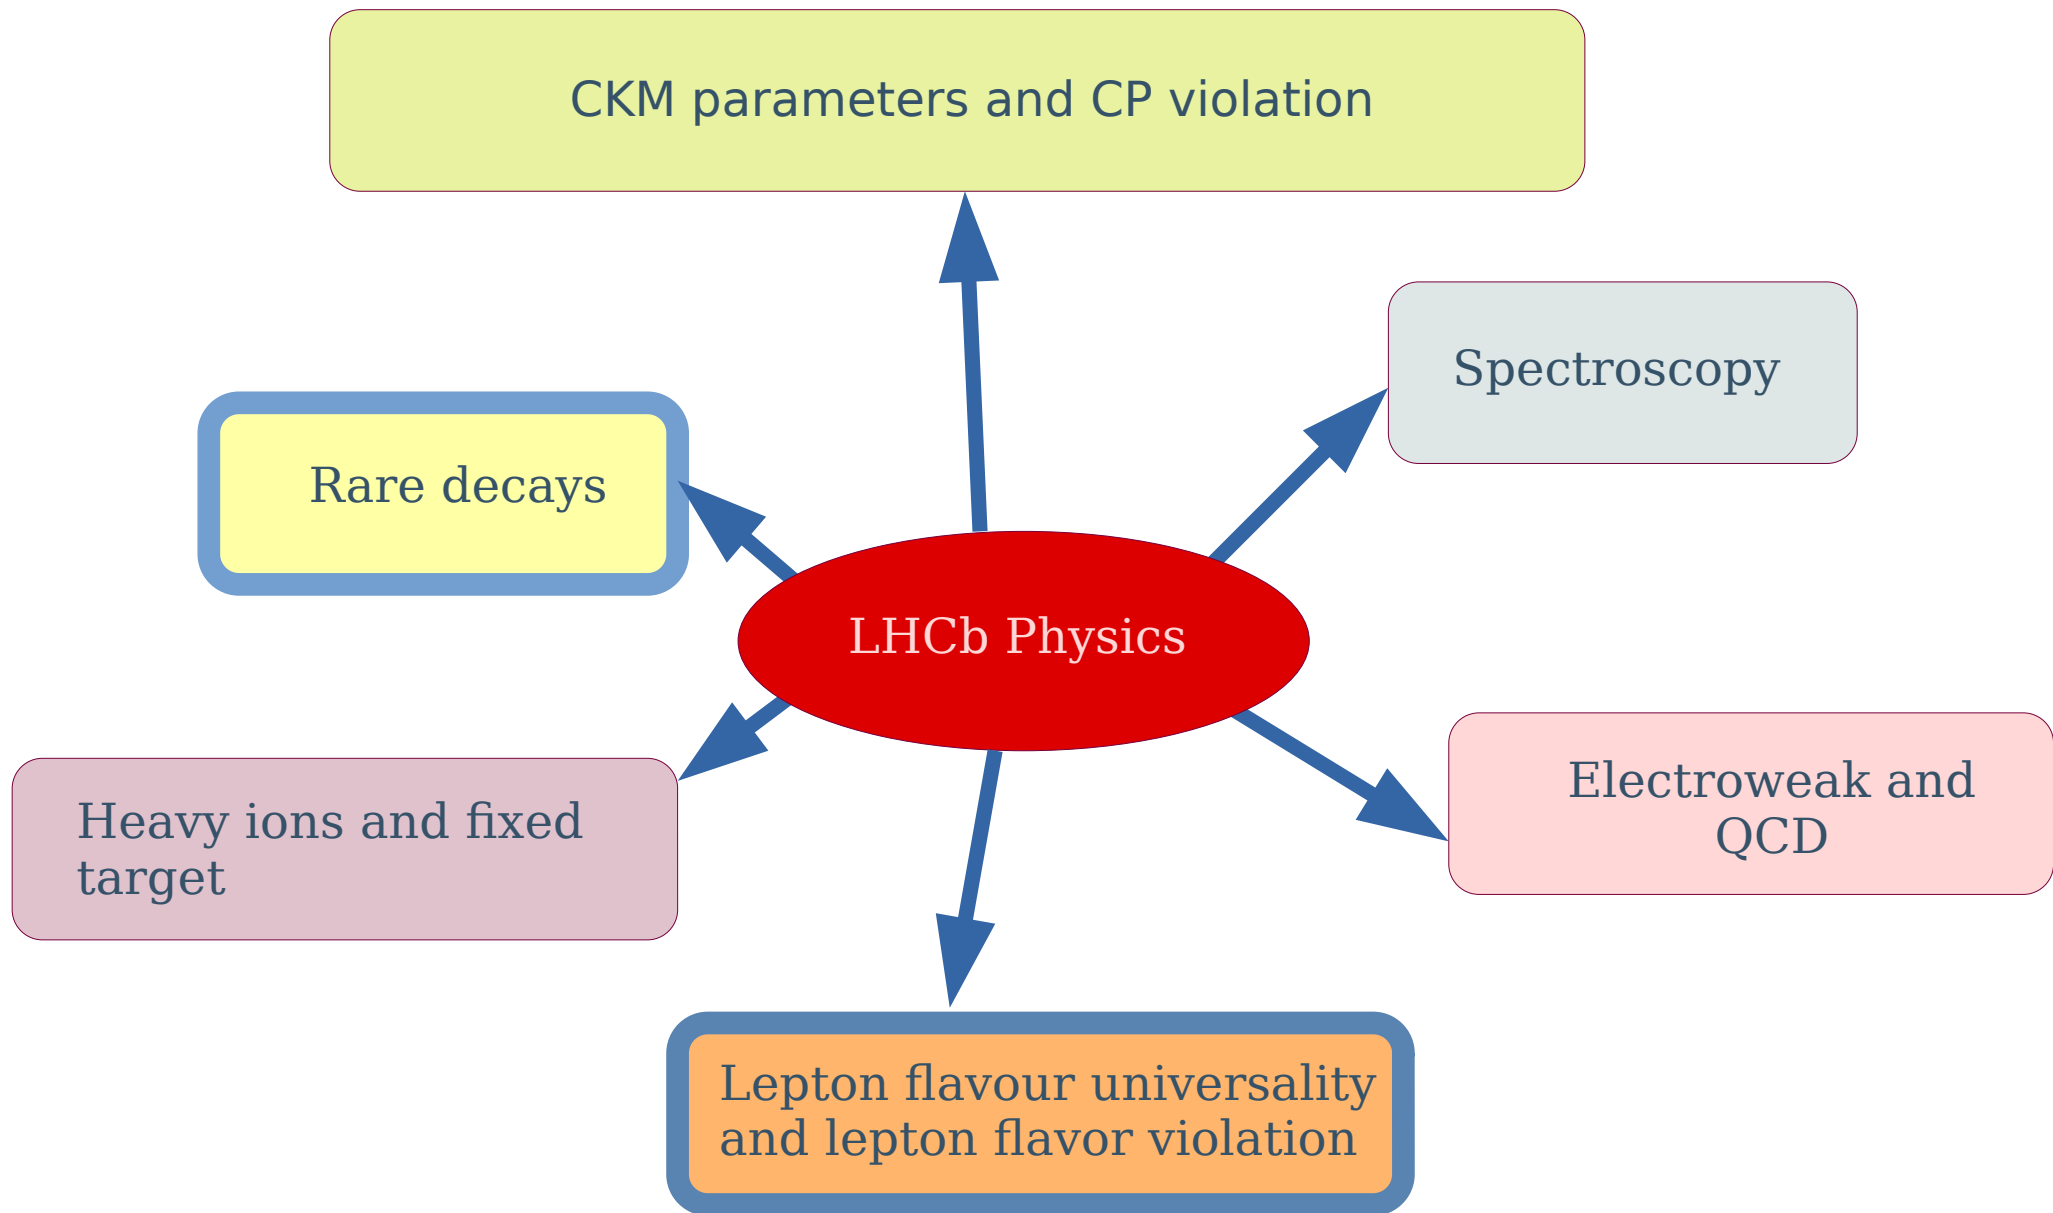 CKM parameters and CP violation
Spectroscopy
Rare decays
LHCb Physics
Electroweak and
QCD
Heavy ions and fixed
target
Lepton flavour universality
and lepton flavor violation